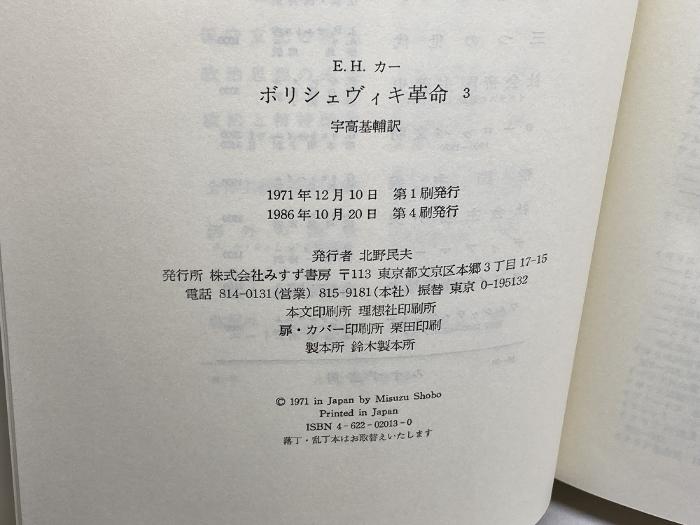 E.H. カー
ボリシェヴィキ革命 3
宇高基輔訳
1971年12月10日 第1刷発行
1986年10月20日 第4刷発行
発行者 北野民夫
発行所 株式会社みすず書房 〒113 東京都文京区本郷3丁目17-15
電話 814-0131(営業) 815-9181(本社) 振替 東京 0-195132
本文印刷所 理想社印刷所
扉・カバー印刷所 栗田印刷
製本所 鈴木製本所
© 1971 in Japan by Misuzu Shobo
Printed in Japan
ISBN 4-622-02013-0
落丁・乱丁本はお取替えいたします